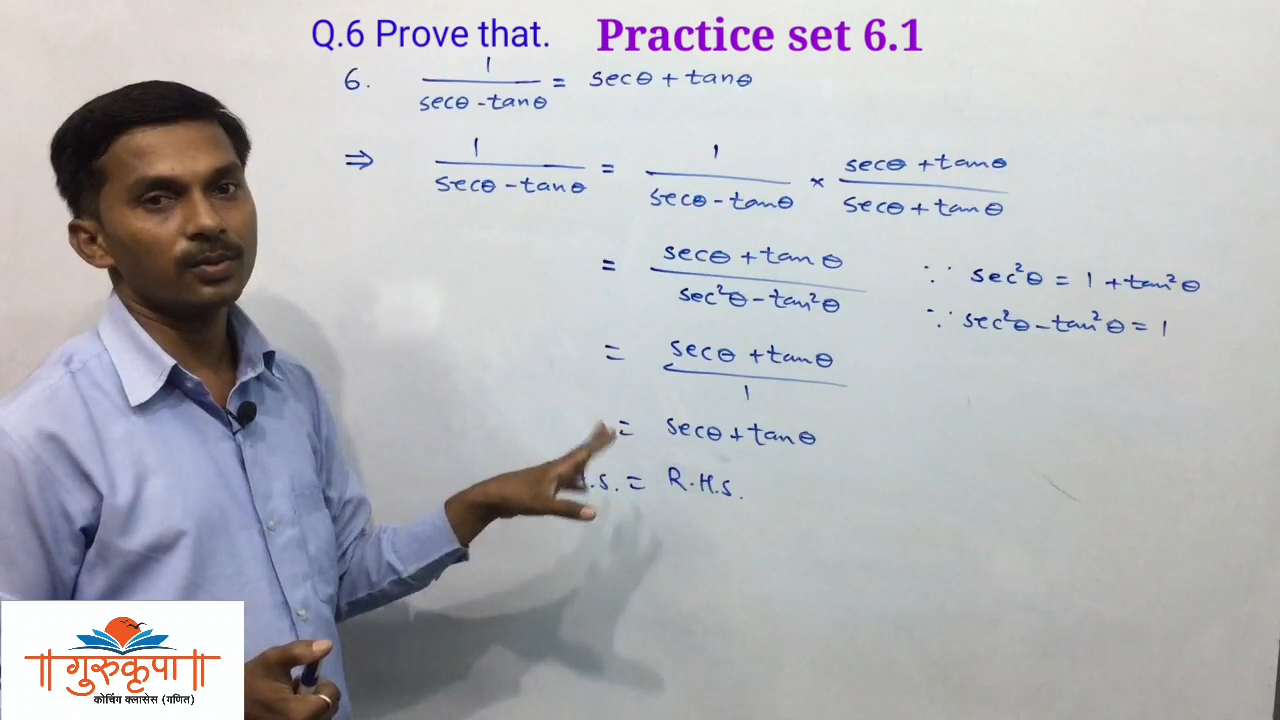 Q.6 Prove that. Practice set 6.1
6. 1/(secθ - tanθ) = secθ + tanθ
⇒ 1/(secθ - tanθ) = 1/(secθ - tanθ) × (secθ + tanθ)/(secθ + tanθ)
= (secθ + tanθ)/(sec²θ - tan²θ) ∵ sec²θ = 1 + tan²θ
∵ sec²θ - tan²θ = 1
= (secθ + tanθ)/1
= secθ + tanθ
.s. = R.H.S.
॥ गुरुकृपा ॥
कोचिंग क्लासेस (गणित)